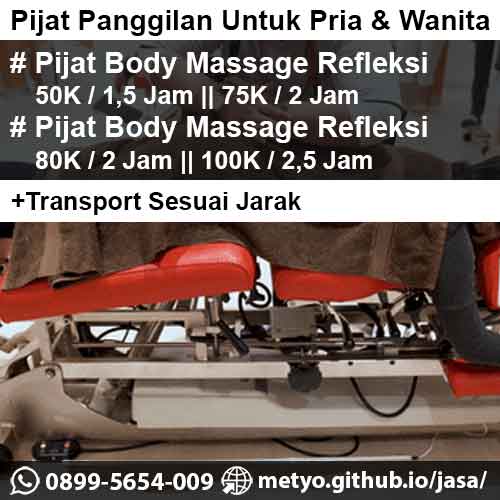 Pijat Panggilan Untuk Pria & Wanita
# Pijat Body Massage Refleksi
50K / 1,5 Jam || 75K / 2 Jam
# Pijat Body Massage Refleksi
80K / 2 Jam || 100K / 2,5 Jam
+Transport Sesuai Jarak
0899-5654-009 metyo.github.io/jasa/